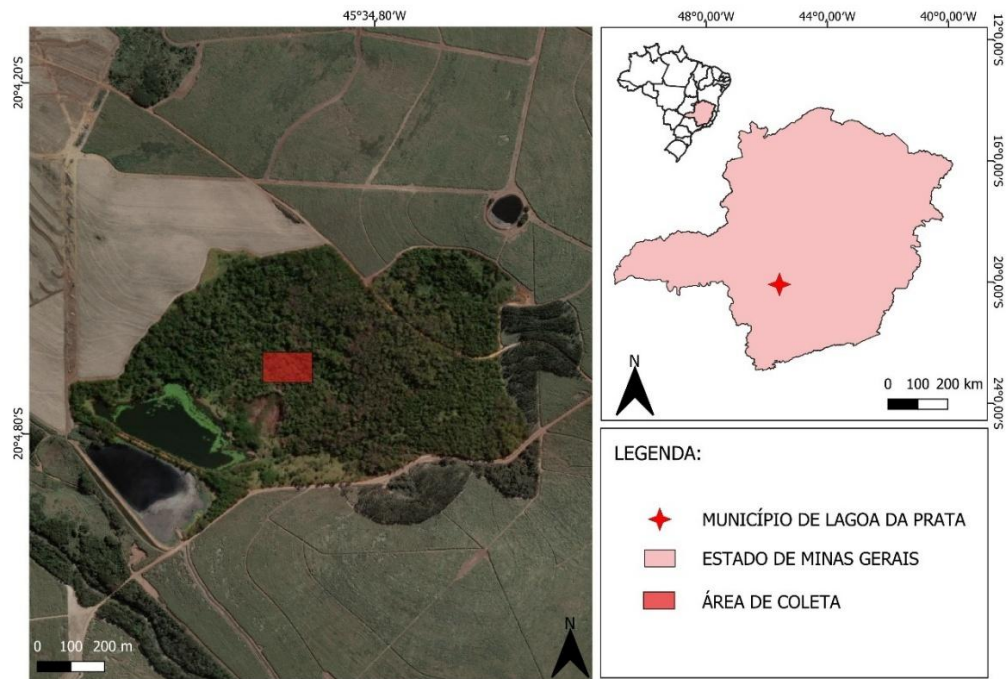 45°34,80'W
20°4,20'S
20°4,80'S
N
0 100 200 m
48°0,00'W 44°0,00'W 40°0,00'W
12°0,00'S
16°0,00'S
20°0,00'S
24°0,00'S
N
0 100 200 km
LEGENDA:
MUNICÍPIO DE LAGOA DA PRATA
ESTADO DE MINAS GERAIS
ÁREA DE COLETA